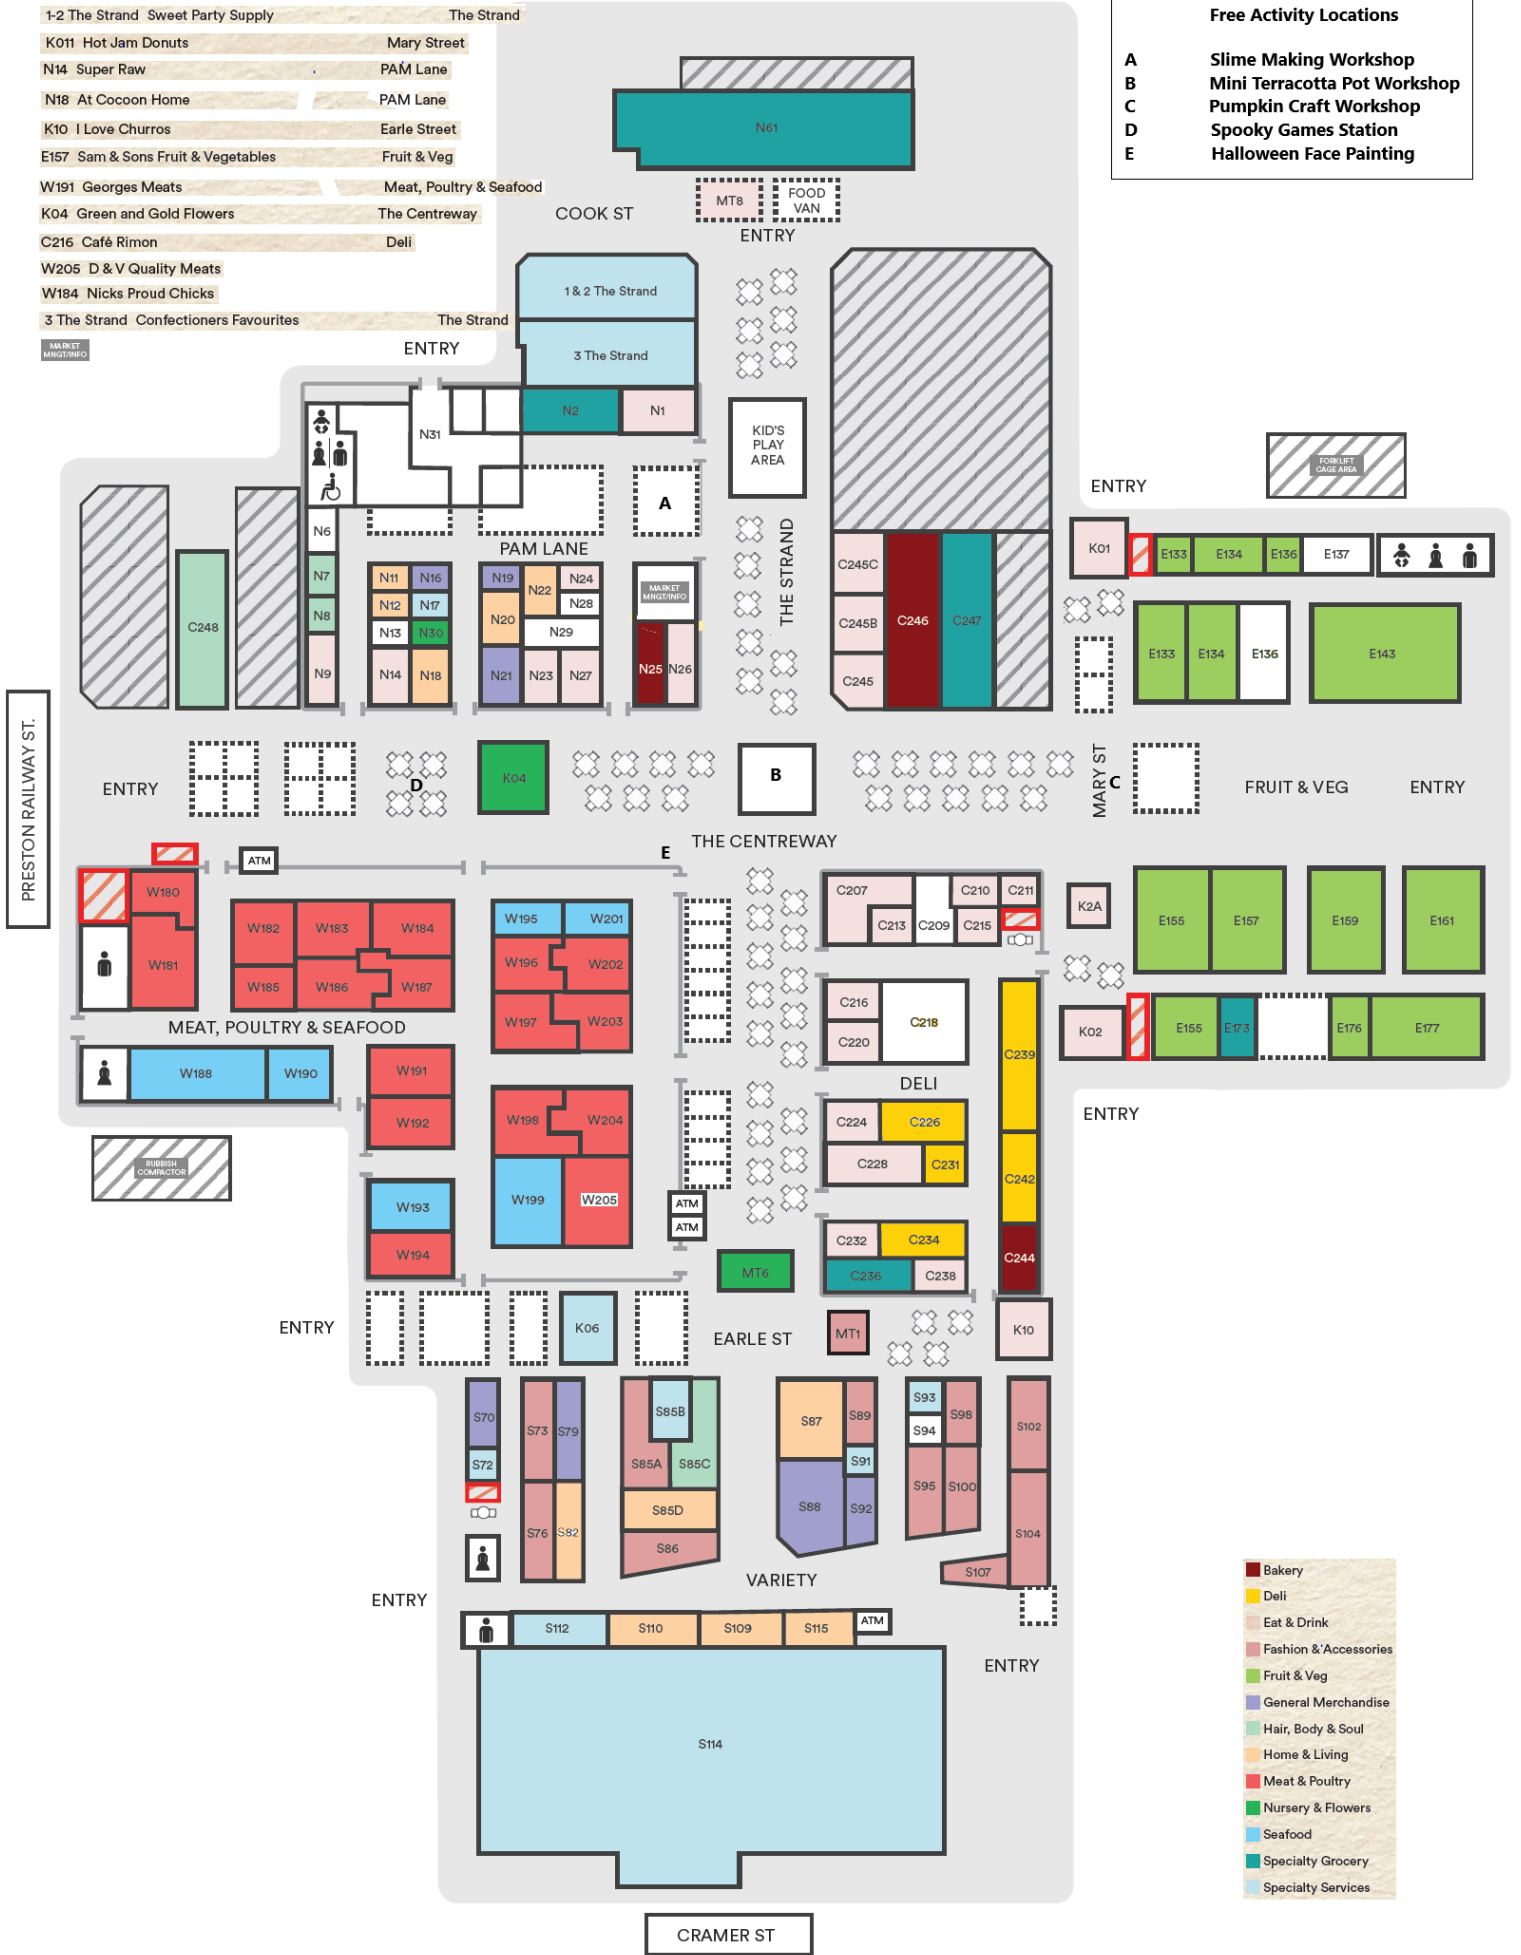 1-2 The Strand Sweet Party Supply The Strand
K011 Hot Jam Donuts Mary Street
N14 Super Raw PAM Lane
N18 At Cocoon Home PAM Lane
K10 I Love Churros Earle Street
E157 Sam & Sons Fruit & Vegetables Fruit & Veg
W191 Georges Meats Meat, Poultry & Seafood
K04 Green and Gold Flowers The Centreway
C216 Café Rimon Deli
W205 D & V Quality Meats
W184 Nicks Proud Chicks
3 The Strand Confectioners Favourites The Strand
MARKET
MNGT/INFO
Free Activity Locations
A Slime Making Workshop
B Mini Terracotta Pot Workshop
C Pumpkin Craft Workshop
D Spooky Games Station
E Halloween Face Painting
N61
MT8
FOOD
VAN
COOK ST
ENTRY
1 & 2 The Strand
3 The Strand
ENTRY
N2
N1
N31
KID'S
PLAY
AREA
A
FORKLIFT
CAGE AREA
ENTRY
N6
PAM LANE
THE STRAND
K01
E133
E134
E136
E137
N7
N8
N9
C248
N11
N16
N12
N17
N13
N30
N14
N18
N19
N22
N24
N28
N20
N29
N21
N23
N27
MARKET
MNGT/INFO
N25
N26
C245C
C245B
C245
C246
C247
E133
E134
E136
E143
PRESTON RAILWAY ST.
ENTRY
D
K04
B
MARY ST
C
FRUIT & VEG
ENTRY
THE CENTREWAY
E
ATM
W180
W181
W182
W183
W184
W185
W186
W187
W195
W201
W196
W202
W197
W203
C207
C210
C211
C213
C209
C215
K2A
E155
E157
E159
E161
MEAT, POULTRY & SEAFOOD
C216
C218
C220
C239
K02
E155
E173
E176
E177
W188
W190
W191
W192
DELI
ENTRY
W198
W204
C224
C226
C228
C231
C242
RUBBISH
COMPACTOR
W193
W194
W199
W205
ATM
ATM
C232
C234
C236
C238
C244
MT6
ENTRY
K06
EARLE ST
MT1
K10
S70
S72
S73
S79
S76
S82
S85B
S85A
S85C
S85D
S86
S87
S89
S91
S88
S92
S93
S94
S98
S95
S100
S102
S104
S107
VARIETY
ENTRY
S112
S110
S109
S115
ATM
ENTRY
S114
CRAMER ST
Bakery
Deli
Eat & Drink
Fashion & Accessories
Fruit & Veg
General Merchandise
Hair, Body & Soul
Home & Living
Meat & Poultry
Nursery & Flowers
Seafood
Specialty Grocery
Specialty Services